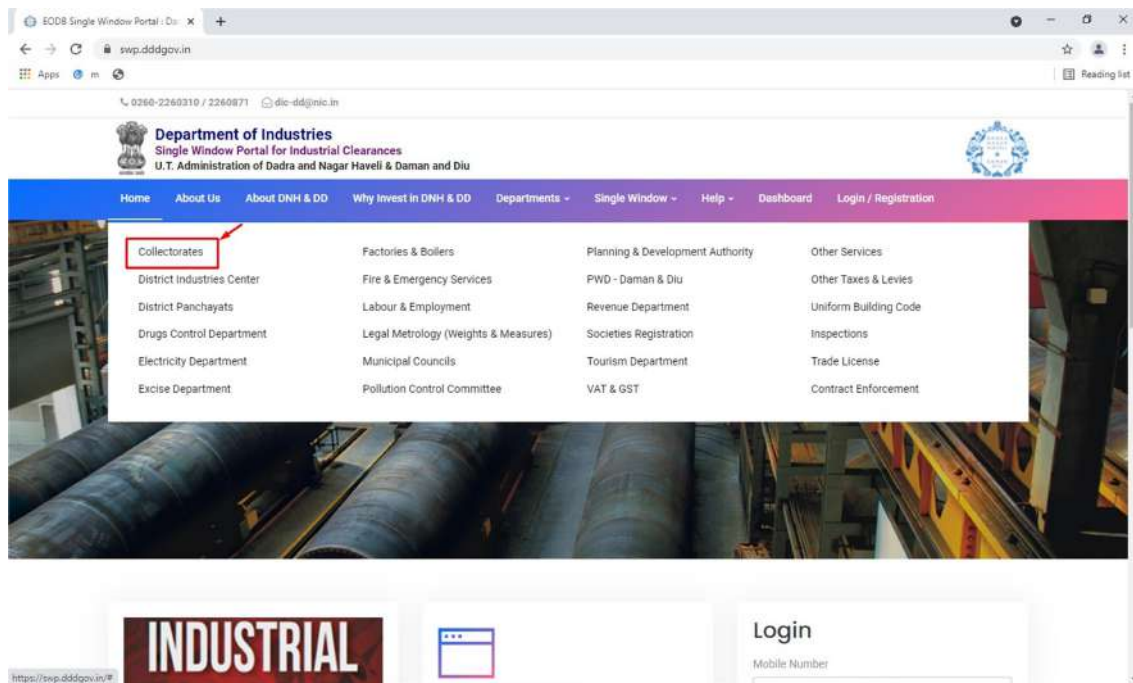 EODB Single Window Portal : Da
swp.dddgov.in
Apps
m
Reading list
0260-2260310 / 2260871 dic-dd@nic.in
Department of Industries
Single Window Portal for Industrial Clearances
U.T. Administration of Dadra and Nagar Haveli & Daman and Diu
Home About Us About DNH & DD Why Invest in DNH & DD Departments Single Window Help Dashboard Login / Registration
Collectorates Factories & Boilers Planning & Development Authority Other Services
District Industries Center Fire & Emergency Services PWD - Daman & Diu Other Taxes & Levies
District Panchayats Labour & Employment Revenue Department Uniform Building Code
Drugs Control Department Legal Metrology (Weights & Measures) Societies Registration Inspections
Electricity Department Municipal Councils Tourism Department Trade License
Excise Department Pollution Control Committee VAT & GST Contract Enforcement
INDUSTRIAL
Login
Mobile Number
https://swp.dddgov.in/#